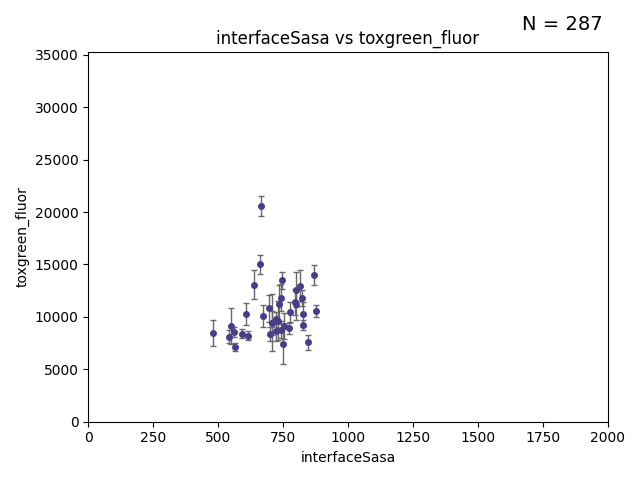 N = 287
interfaceSasa vs toxgreen_fluor
35000
30000
25000
20000
15000
10000
5000
0
toxgreen_fluor
0 250 500 750 1000 1250 1500 1750 2000
interfaceSasa